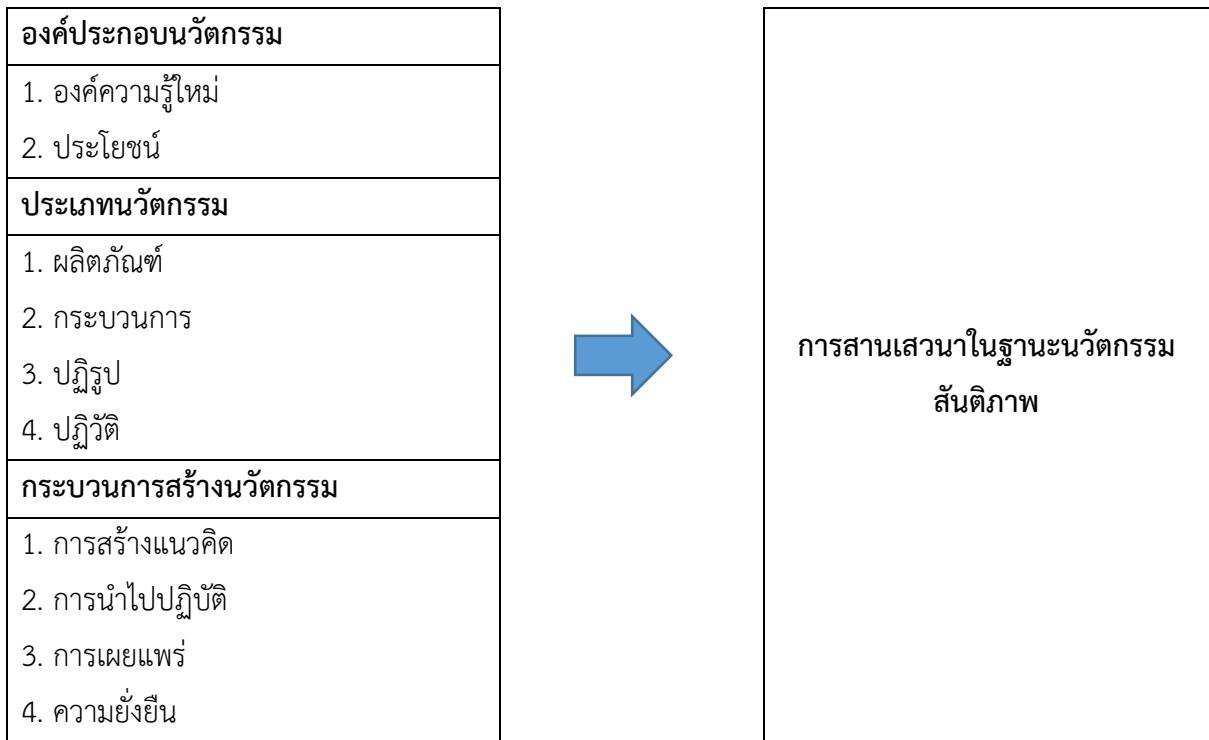 องค์ประกอบนวัตกรรม
1. องค์ความรู้ใหม่
2. ประโยชน์
ประเภทนวัตกรรม
1. ผลิตภัณฑ์
2. กระบวนการ
3. ปฏิรูป
4. ปฏิวัติ
กระบวนการสร้างนวัตกรรม
1. การสร้างแนวคิด
2. การนำไปปฏิบัติ
3. การเผยแพร่
4. ความยั่งยืน
การสานเสวนาในฐานะนวัตกรรม
สันติภาพ